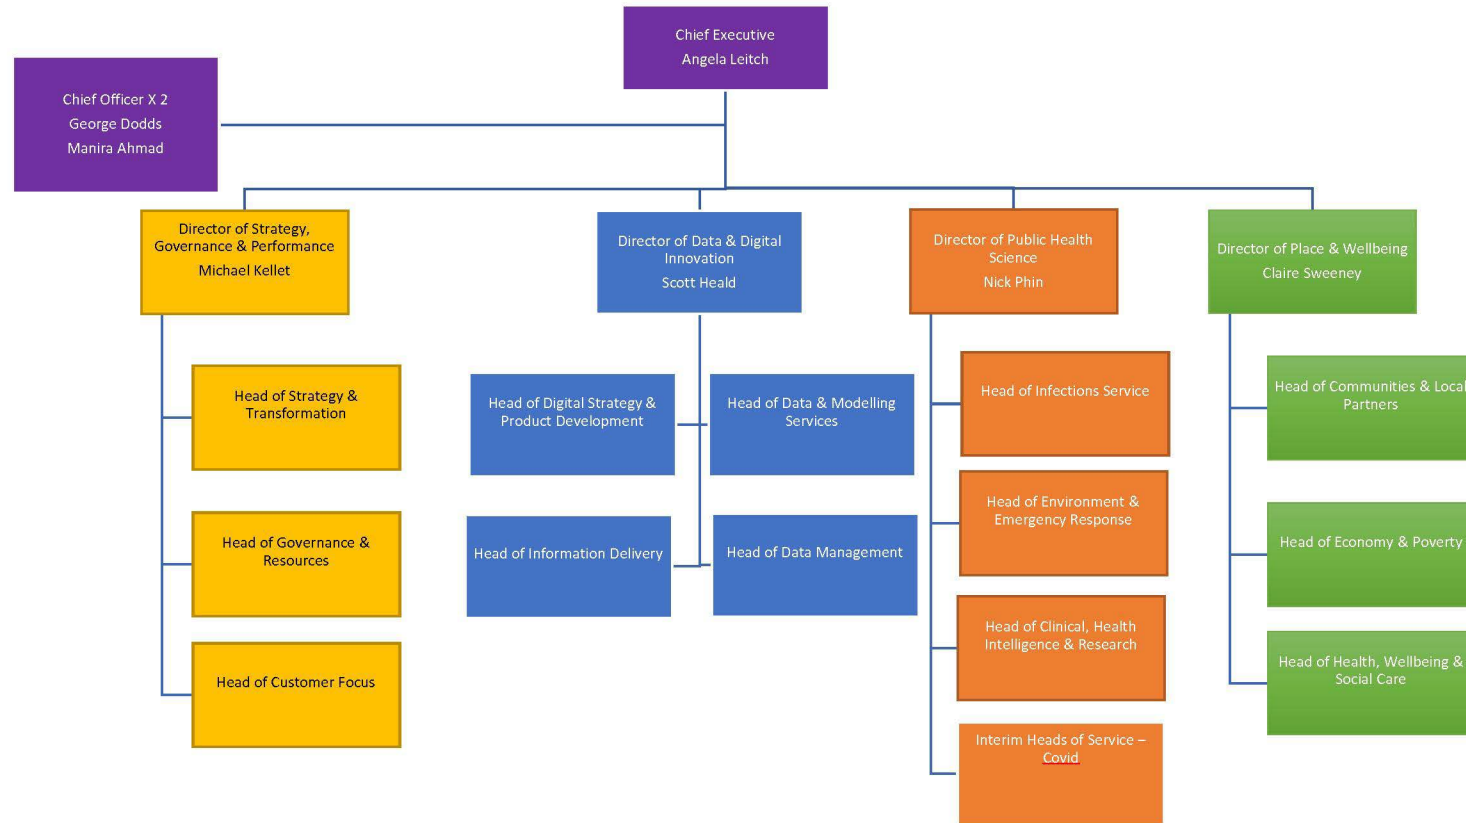 Chief Executive
Angela Leitch
Chief Officer X 2
George Dodds
Manira Ahmad
Director of Strategy,
Governance & Performance
Michael Kellet
Director of Data & Digital
Innovation
Scott Heald
Director of Public Health
Science
Nick Phin
Director of Place & Wellbeing
Claire Sweeney
Head of Strategy &
Transformation
Head of Governance &
Resources
Head of Customer Focus
Head of Digital Strategy &
Product Development
Head of Data & Modelling
Services
Head of Information Delivery
Head of Data Management
Head of Infections Service
Head of Environment &
Emergency Response
Head of Clinical, Health
Intelligence & Research
Interim Heads of Service –
Covid
Head of Communities & Local
Partners
Head of Economy & Poverty
Head of Health, Wellbeing &
Social Care